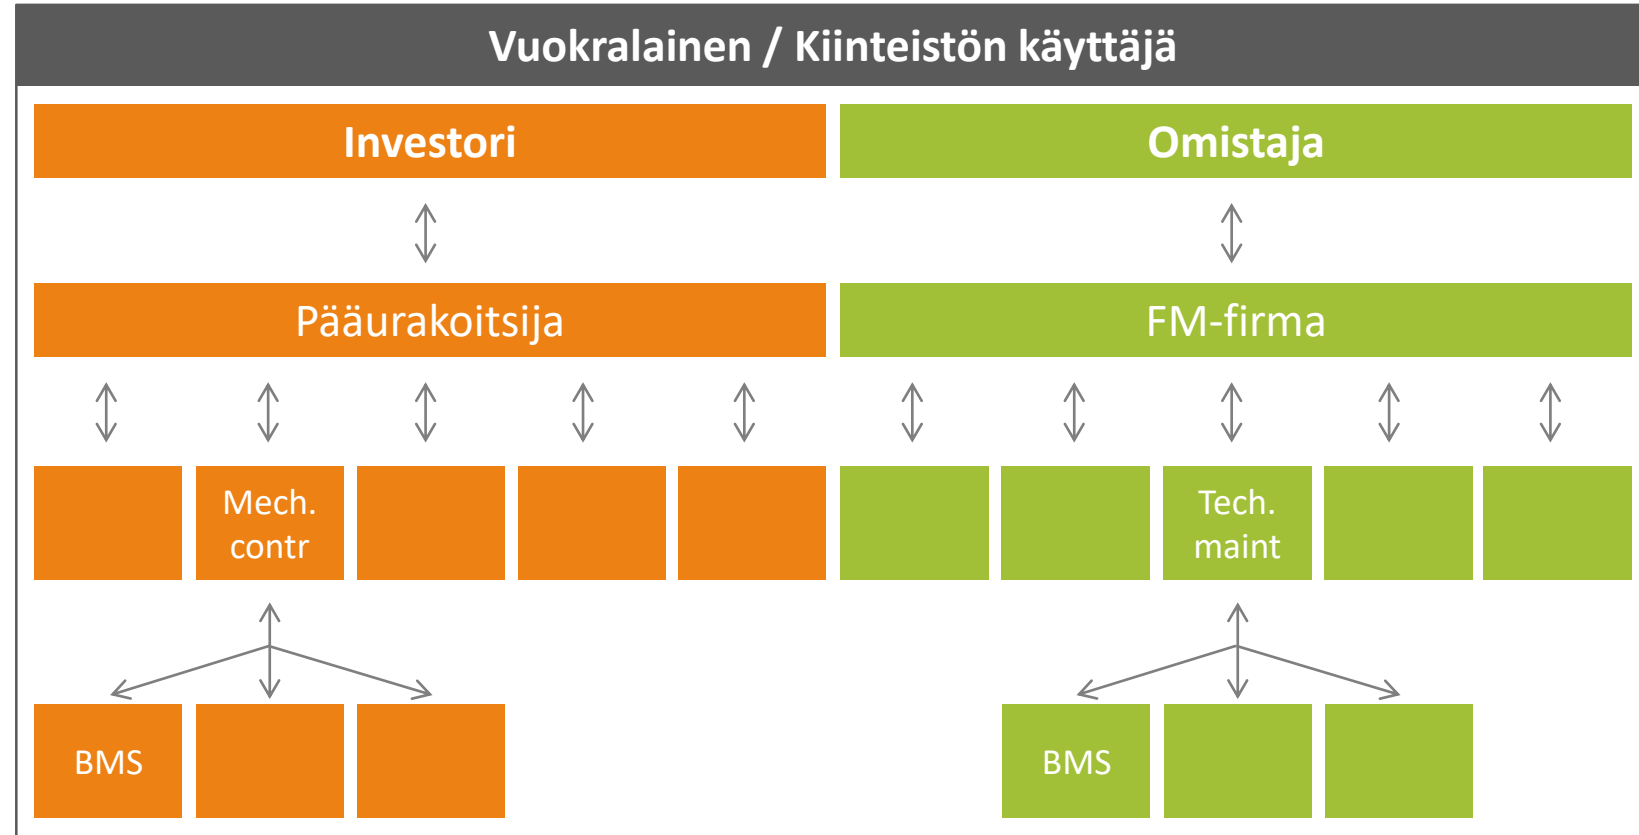 Vuokralainen / Kiinteistön käyttäjä
Investori
Omistaja
Pääurakoitsija
FM-firma
Mech.
contr
Tech.
maint
BMS
BMS